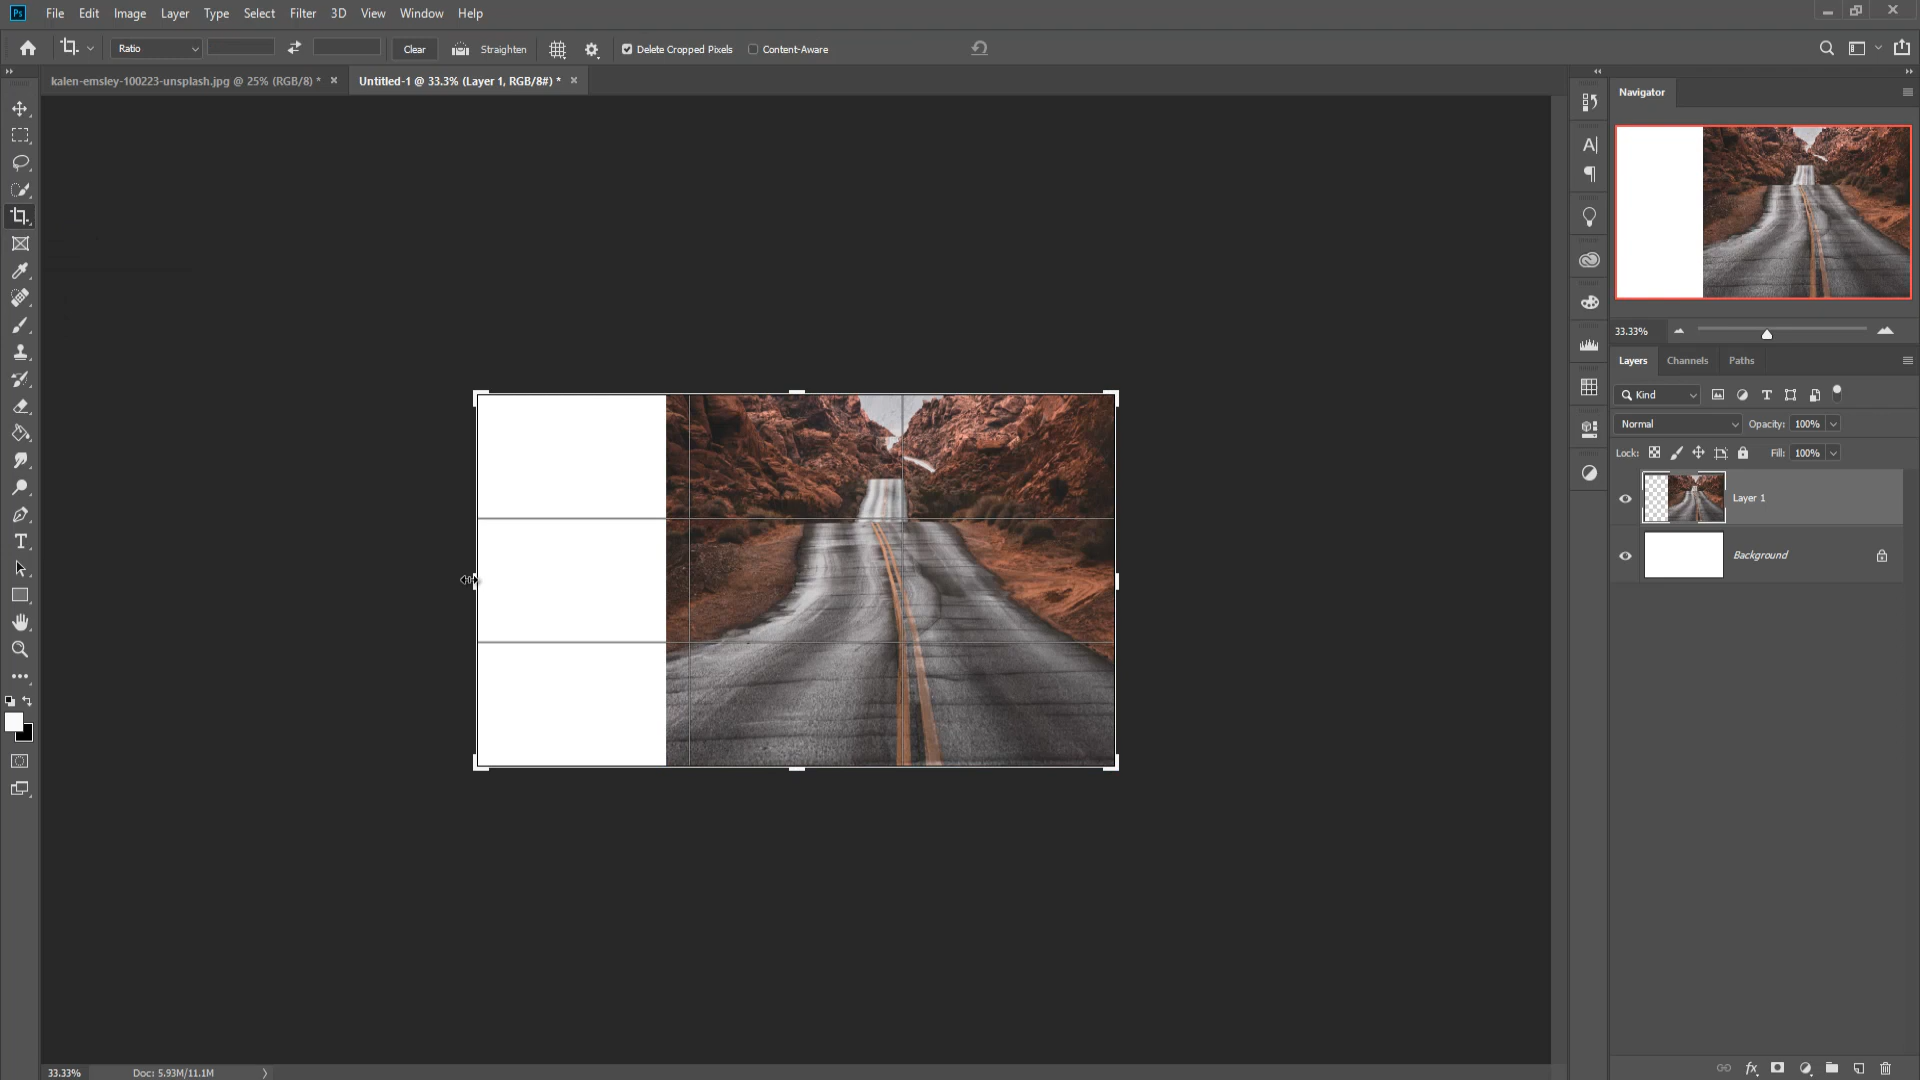 Ps File Edit Image Layer Type Select Filter 3D View Window Help
Ratio Clear Straighten Delete Cropped Pixels Content-Aware
kalen-emsley-100223-unsplash.jpg @ 25% (RGB/8) * × Untitled-1 @ 33.3% (Layer 1, RGB/8#) * ×
Navigator
33.33%
Layers Channels Paths
Kind
Normal Opacity: 100%
Lock: Fill: 100%
Layer 1
Background
33.33% Doc: 5.93M/11.1M